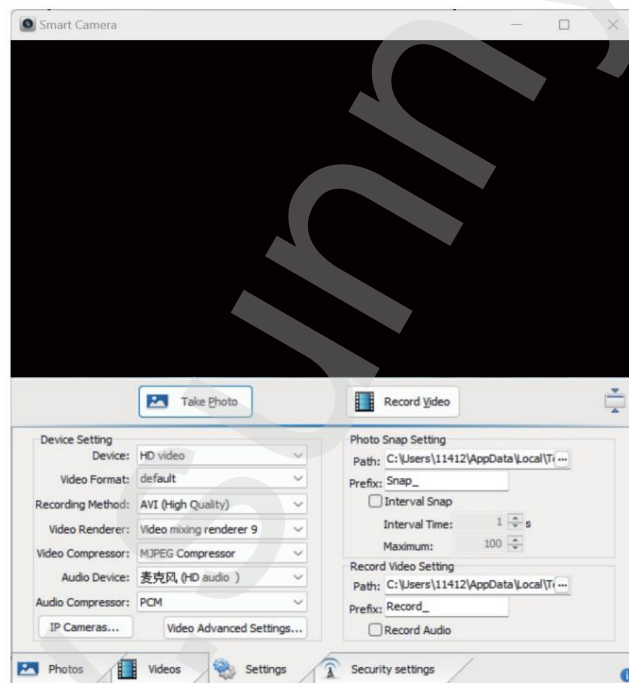 Smart Camera
Take Photo
Record Video
Device Setting
Device: HD video
Video Format: default
Recording Method: AVI (High Quality)
Video Renderer: Video mixing renderer 9
Video Compressor: MJPEG Compressor
Audio Device: 麦克风 (HD audio )
Audio Compressor: PCM
IP Cameras...
Video Advanced Settings...
Photo Snap Setting
Path: C:\Users\11412\AppData\Local\T ...
Prefix: Snap_
Interval Snap
Interval Time: 1 s
Maximum: 100
Record Video Setting
Path: C:\Users\11412\AppData\Local\T ...
Prefix: Record_
Record Audio
Photos
Videos
Settings
Security settings